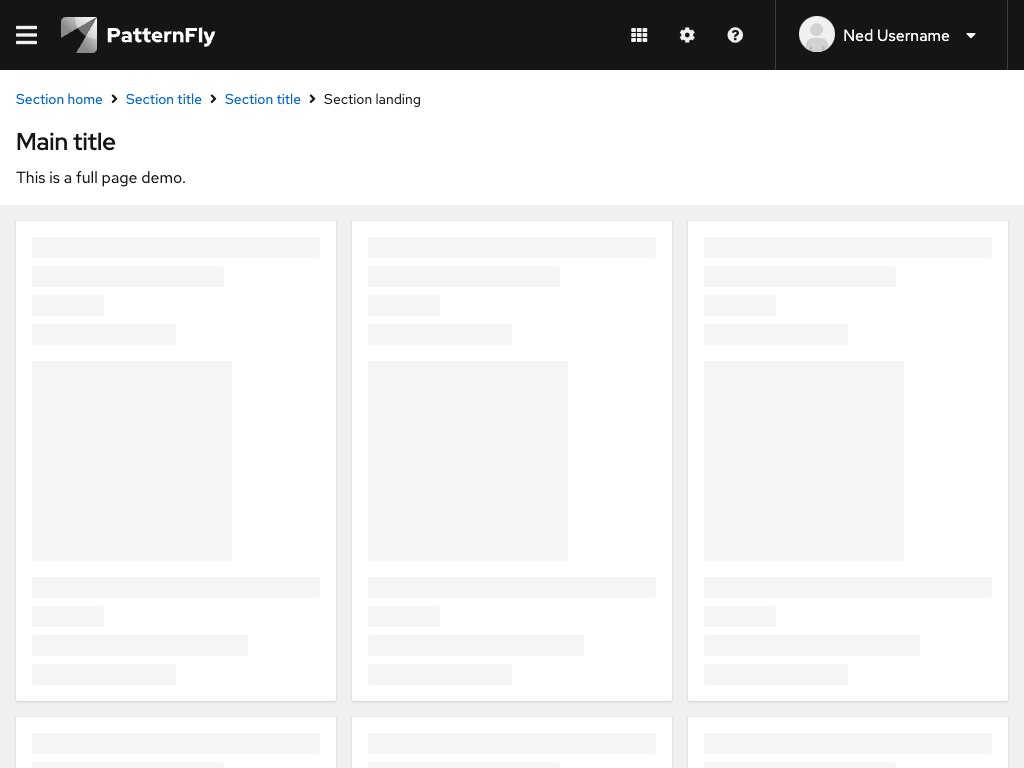 PatternFly
Ned Username
Section home Section title Section title Section landing
Main title
This is a full page demo.